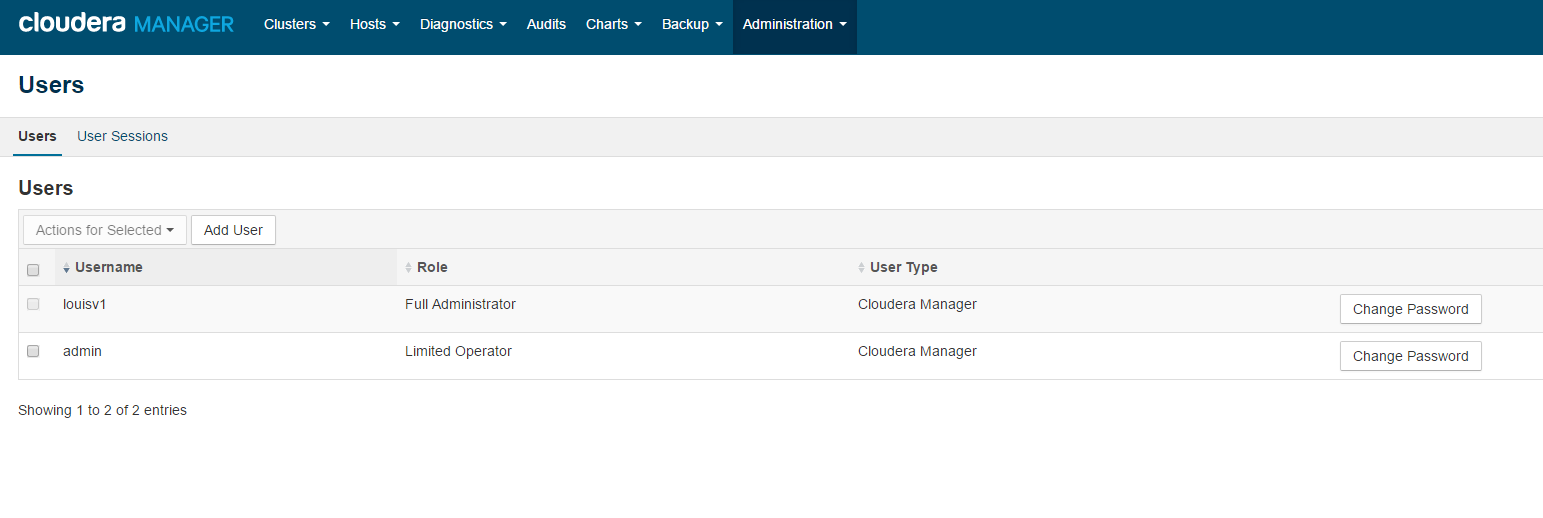 cloudera MANAGER Clusters Hosts Diagnostics Audits Charts Backup Administration
Users
Users User Sessions
Users
Actions for Selected Add User
Username Role User Type
louisv1 Full Administrator Cloudera Manager Change Password
admin Limited Operator Cloudera Manager Change Password
Showing 1 to 2 of 2 entries